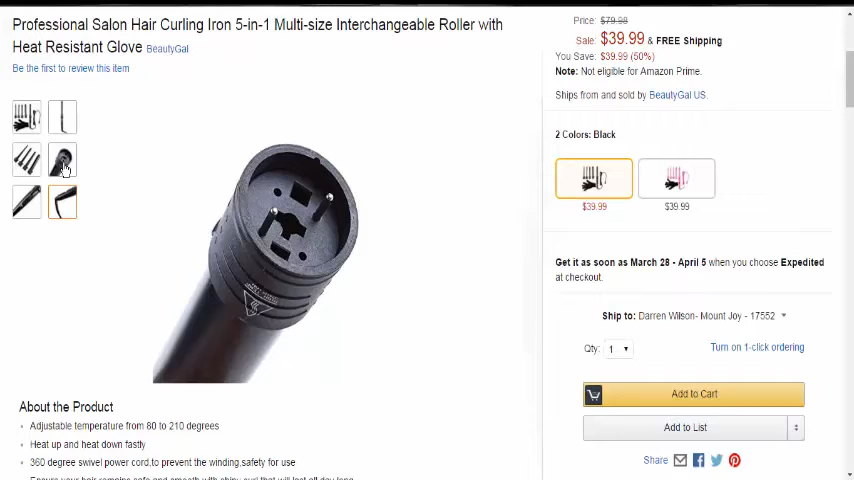 Professional Salon Hair Curling Iron 5-in-1 Multi-size Interchangeable Roller with
Heat Resistant Glove BeautyGal
Be the first to review this item
Price: $79.98
Sale: $39.99 & FREE Shipping
You Save: $39.99 (50%)
Note: Not eligible for Amazon Prime.
Ships from and sold by BeautyGal US.
2 Colors: Black
$39.99
$39.99
Get it as soon as March 28 - April 5 when you choose Expedited
at checkout.
Ship to: Darren Wilson- Mount Joy - 17552
Qty: 1
Turn on 1-click ordering
Add to Cart
Add to List
Share
About the Product
Adjustable temperature from 80 to 210 degrees
Heat up and heat down fastly
360 degree swivel power cord,to prevent the winding,safety for use